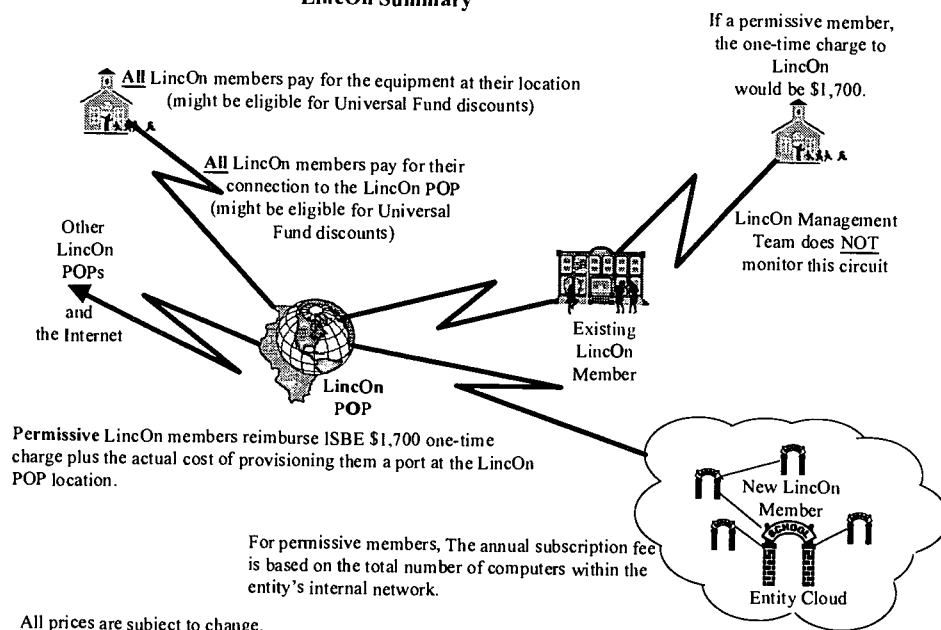 LincOn Summary
If a permissive member,
the one-time charge to
LincOn
would be $1,700.
All LincOn members pay for the equipment at their location
(might be eligible for Universal Fund discounts)
All LincOn members pay for their
connection to the LincOn POP
(might be eligible for Universal
Fund discounts)
LincOn Management
Team does NOT
monitor this circuit
Other
LincOn
POPs
and
the Internet
Existing
LincOn
Member
LincOn
POP
Permissive LincOn members reimburse ISBE $1,700 one-time
charge plus the actual cost of provisioning them a port at the LincOn
POP location.
New LincOn
Member
SCHOOL
Entity Cloud
For permissive members, The annual subscription fee
is based on the total number of computers within the
entity's internal network.
All prices are subject to change.